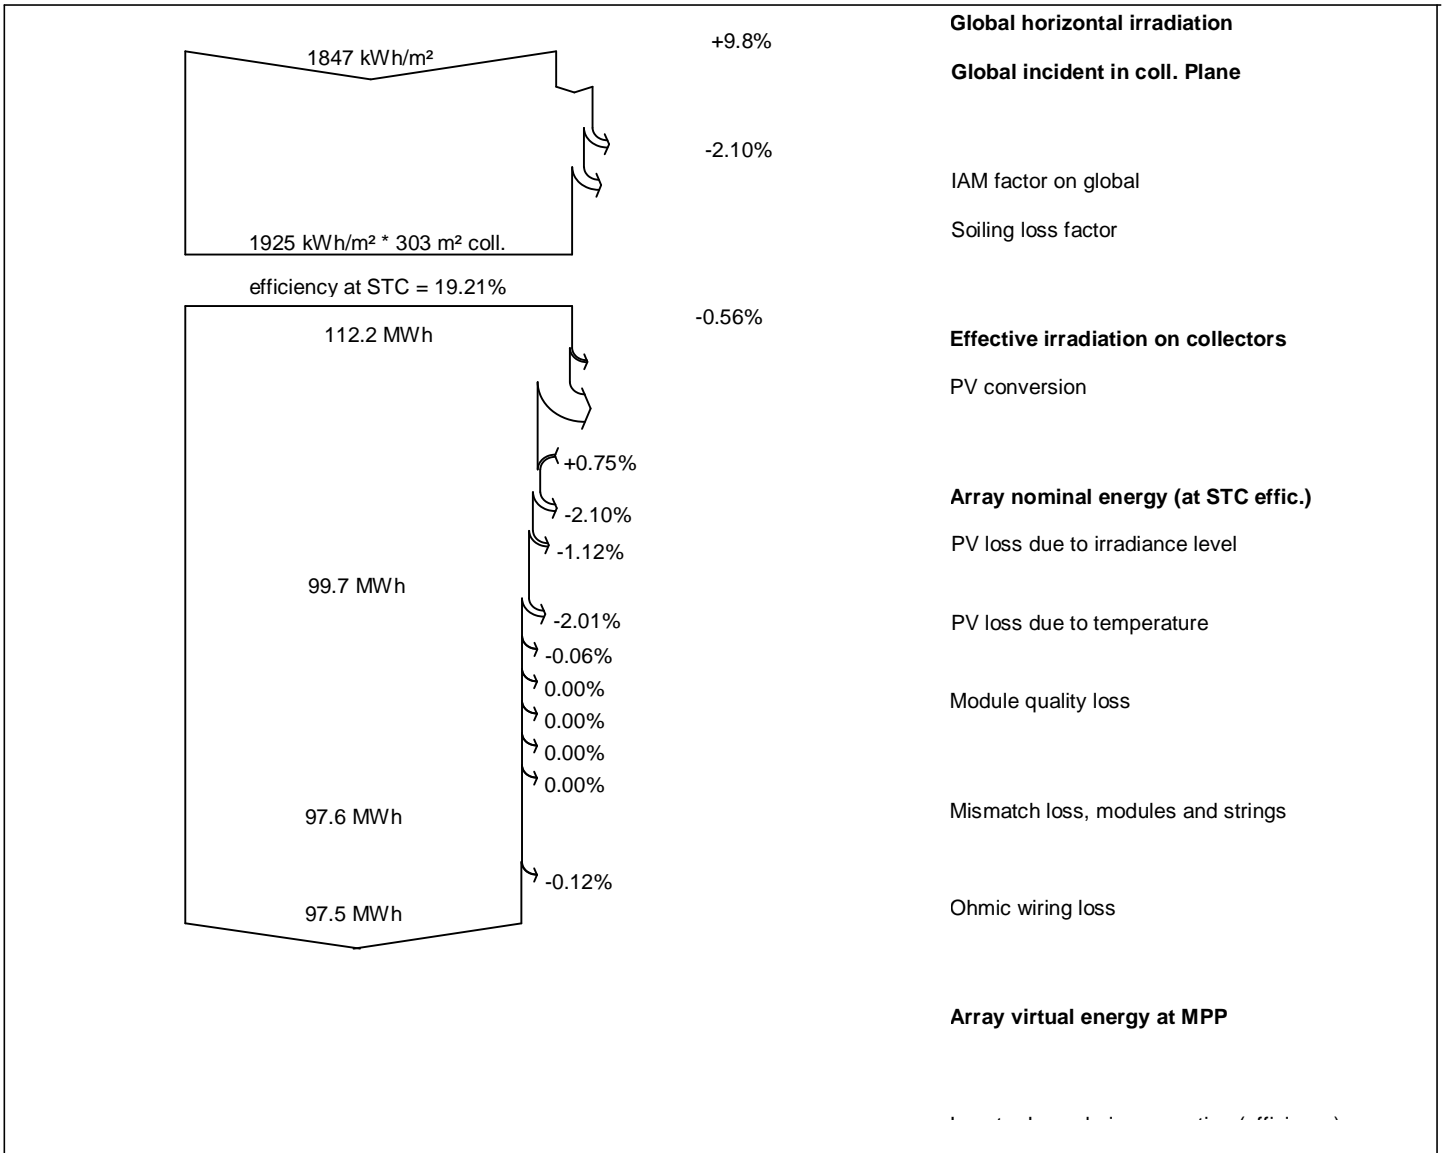 Global horizontal irradiation
+9.8%
1847 kWh/m²
Global incident in coll. Plane
-2.10%
IAM factor on global
Soiling loss factor
1925 kWh/m² * 303 m² coll.
efficiency at STC = 19.21%
-0.56%
112.2 MWh
Effective irradiation on collectors
PV conversion
+0.75%
Array nominal energy (at STC effic.)
-2.10%
PV loss due to irradiance level
-1.12%
99.7 MWh
-2.01%
PV loss due to temperature
-0.06%
0.00%
Module quality loss
0.00%
0.00%
0.00%
Mismatch loss, modules and strings
97.6 MWh
-0.12%
Ohmic wiring loss
97.5 MWh
Array virtual energy at MPP